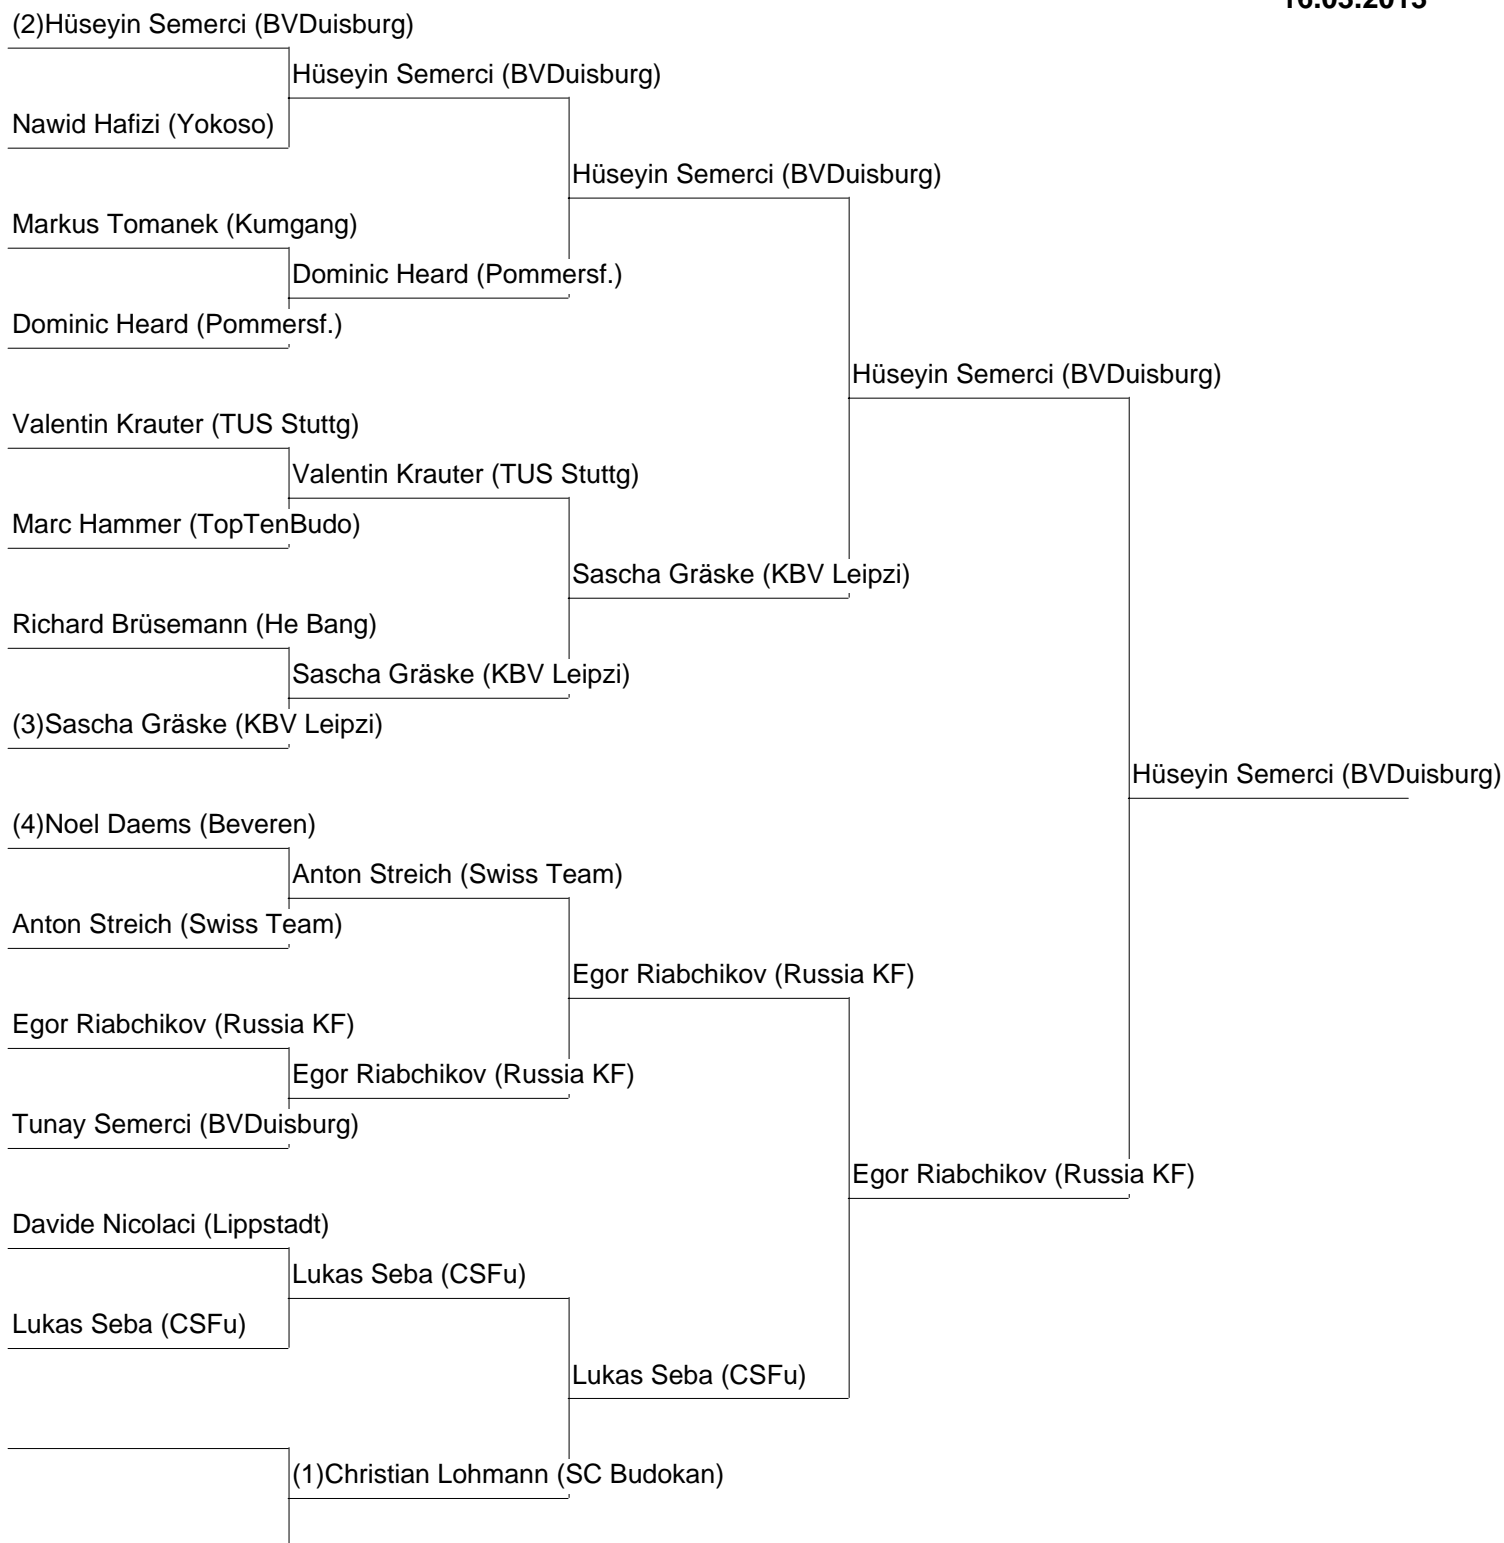 16.03.2013
(2)Hüseyin Semerci (BVDuisburg)
Hüseyin Semerci (BVDuisburg)
Nawid Hafizi (Yokoso)
Hüseyin Semerci (BVDuisburg)
Markus Tomanek (Kumgang)
Dominic Heard (Pommersf.)
Dominic Heard (Pommersf.)
Hüseyin Semerci (BVDuisburg)
Valentin Krauter (TUS Stuttg)
Valentin Krauter (TUS Stuttg)
Marc Hammer (TopTenBudo)
Sascha Gräske (KBV Leipzi)
Richard Brüsemann (He Bang)
Sascha Gräske (KBV Leipzi)
(3)Sascha Gräske (KBV Leipzi)
Hüseyin Semerci (BVDuisburg)
(4)Noel Daems (Beveren)
Anton Streich (Swiss Team)
Anton Streich (Swiss Team)
Egor Riabchikov (Russia KF)
Egor Riabchikov (Russia KF)
Egor Riabchikov (Russia KF)
Tunay Semerci (BVDuisburg)
Egor Riabchikov (Russia KF)
Davide Nicolaci (Lippstadt)
Lukas Seba (CSFu)
Lukas Seba (CSFu)
Lukas Seba (CSFu)
(1)Christian Lohmann (SC Budokan)